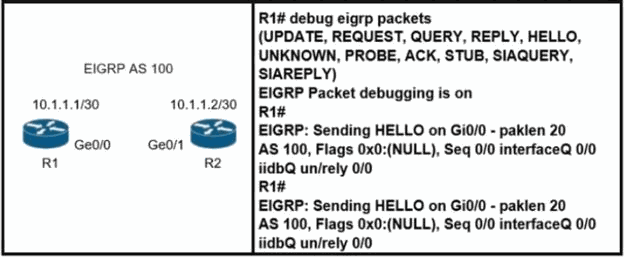 EIGRP AS 100
10.1.1.1/30
10.1.1.2/30
Ge0/0
Ge0/1
R1
R2
R1# debug eigrp packets
(UPDATE, REQUEST, QUERY, REPLY, HELLO,
UNKNOWN, PROBE, ACK, STUB, SIAQUERY,
SIAREPLY)
EIGRP Packet debugging is on
R1#
EIGRP: Sending HELLO on Gi0/0 - paklen 20
AS 100, Flags 0x0:(NULL), Seq 0/0 interfaceQ 0/0
iidbQ un/rely 0/0
R1#
EIGRP: Sending HELLO on Gi0/0 - paklen 20
AS 100, Flags 0x0:(NULL), Seq 0/0 interfaceQ 0/0
iidbQ un/rely 0/0